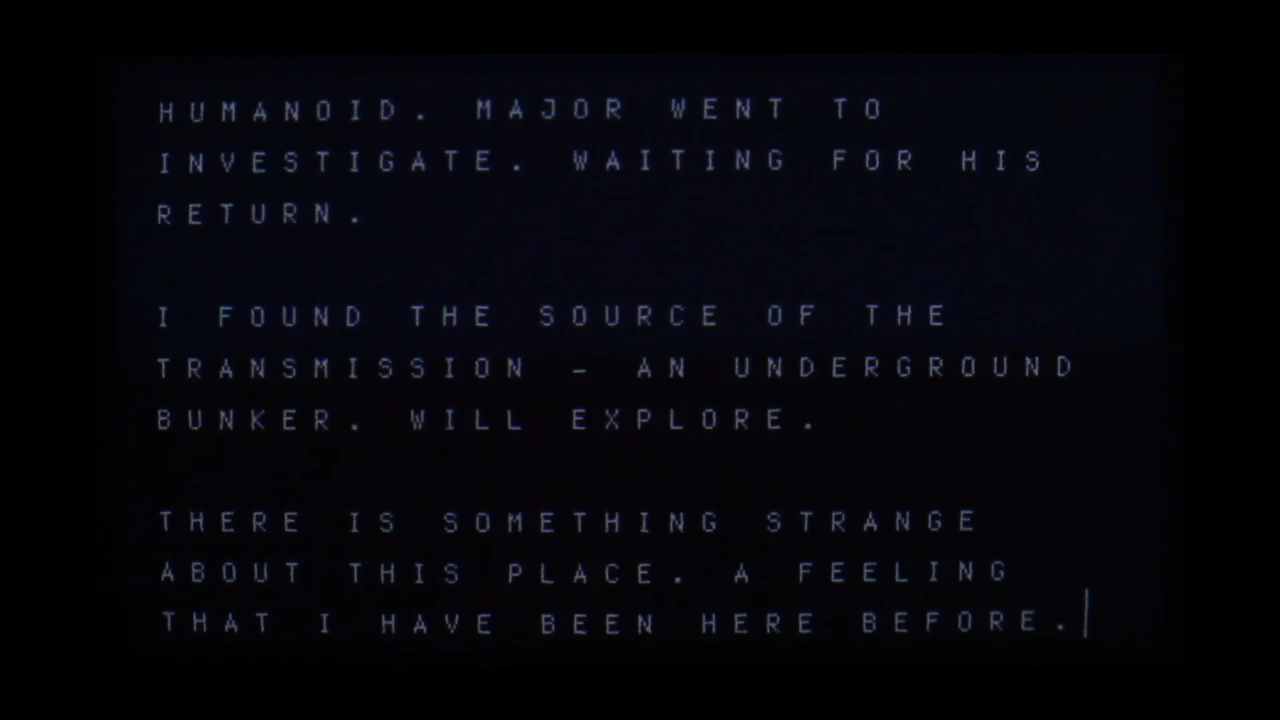 HUMANOID. MAJOR WENT TO
INVESTIGATE. WAITING FOR HIS
RETURN.
I FOUND THE SOURCE OF THE
TRANSMISSION – AN UNDERGROUND
BUNKER. WILL EXPLORE.
THERE IS SOMETHING STRANGE
ABOUT THIS PLACE. A FEELING
THAT I HAVE BEEN HERE BEFORE.